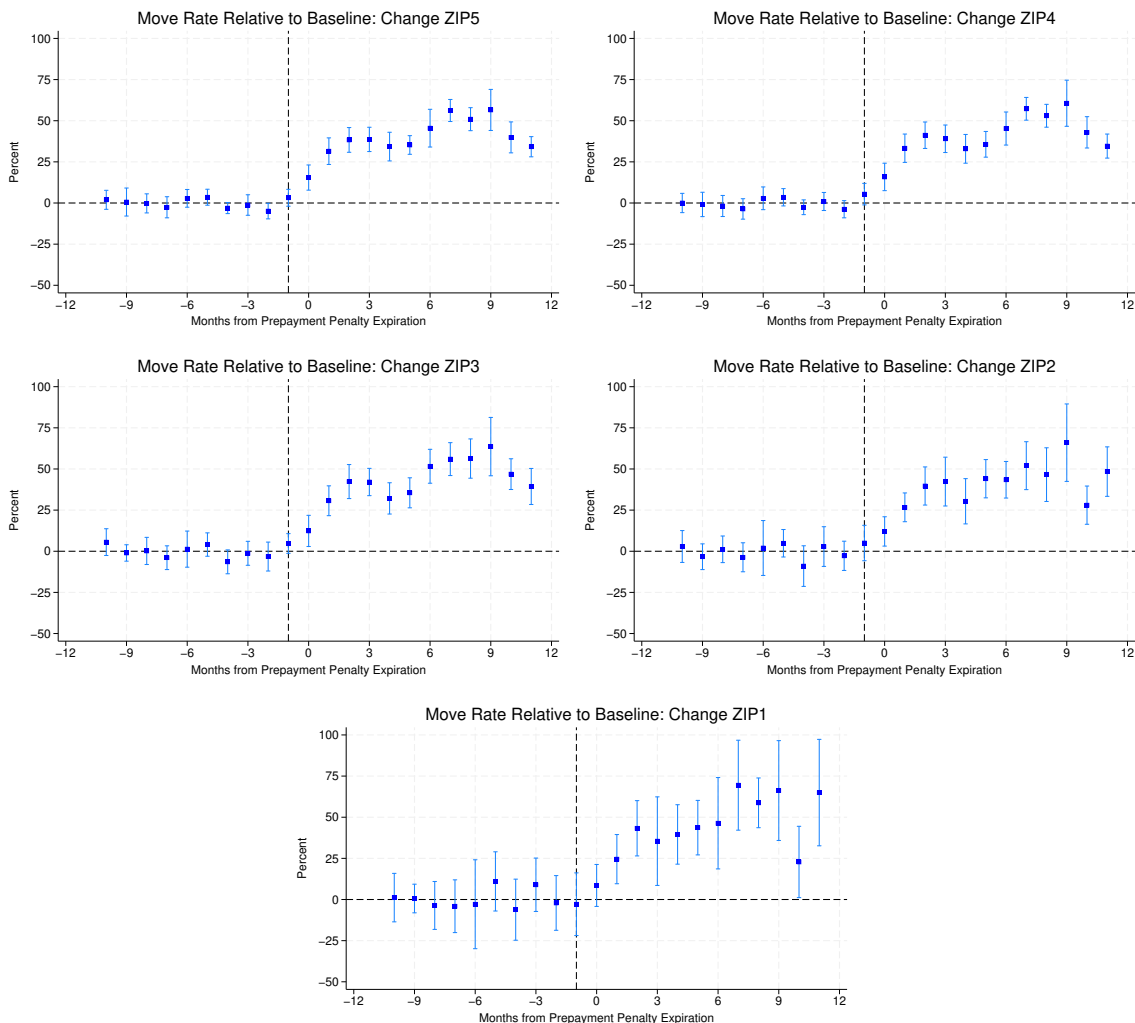 Move Rate Relative to Baseline: Change ZIP5
100
75
50
25
0
−25
−50
Percent
−12 −9 −6 −3 0 3 6 9 12
Months from Prepayment Penalty Expiration
Move Rate Relative to Baseline: Change ZIP4
100
75
50
25
0
−25
−50
Percent
−12 −9 −6 −3 0 3 6 9 12
Months from Prepayment Penalty Expiration
Move Rate Relative to Baseline: Change ZIP3
100
75
50
25
0
−25
−50
Percent
−12 −9 −6 −3 0 3 6 9 12
Months from Prepayment Penalty Expiration
Move Rate Relative to Baseline: Change ZIP2
100
75
50
25
0
−25
−50
Percent
−12 −9 −6 −3 0 3 6 9 12
Months from Prepayment Penalty Expiration
Move Rate Relative to Baseline: Change ZIP1
100
75
50
25
0
−25
−50
Percent
−12 −9 −6 −3 0 3 6 9 12
Months from Prepayment Penalty Expiration